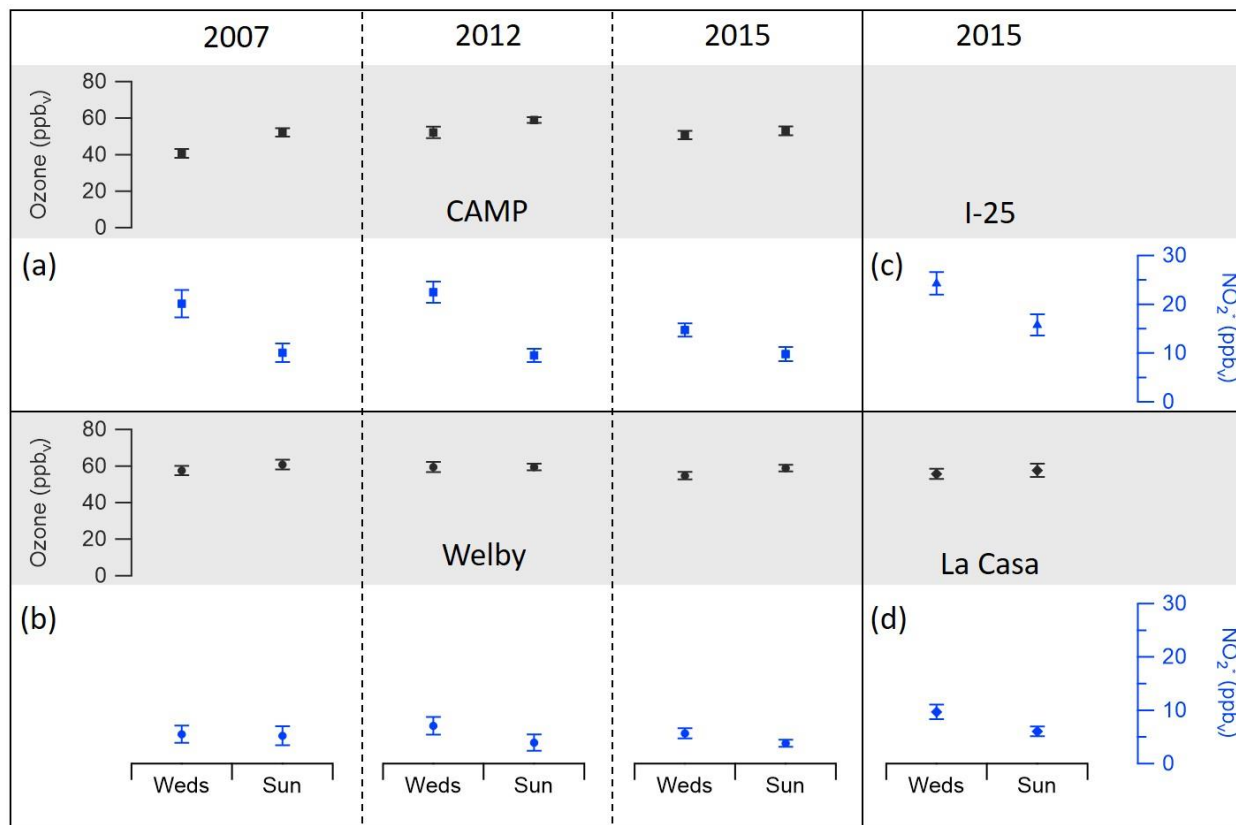 2007 2012 2015 2015
80
60
40
20
0
Ozone (ppbv)
CAMP
I-25
(a)
(c)
30
20
10
0
NO2* (ppbv)
80
60
40
20
0
Ozone (ppbv)
Welby
La Casa
(b)
(d)
30
20
10
0
NO2* (ppbv)
Weds Sun Weds Sun Weds Sun Weds Sun